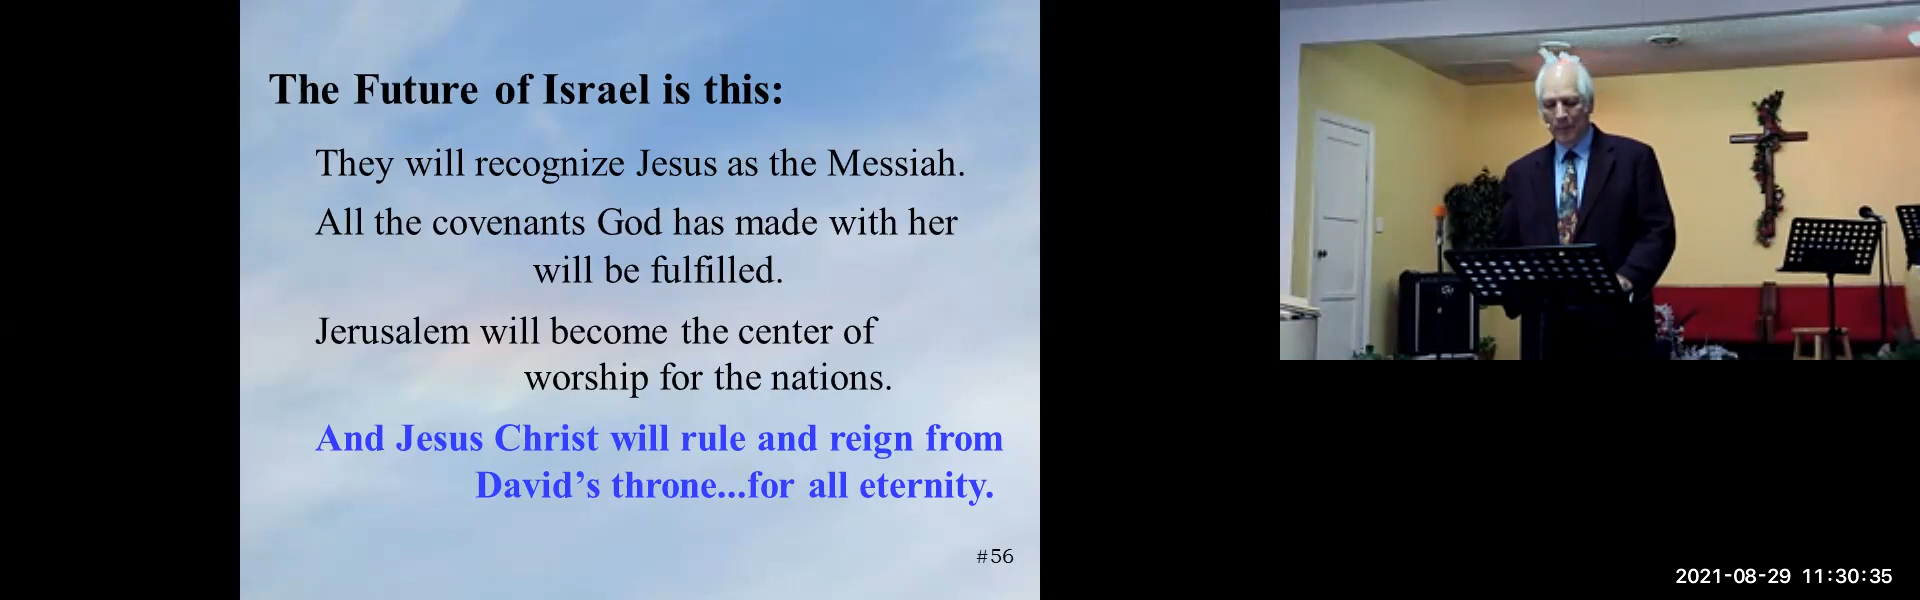 The Future of Israel is this:
They will recognize Jesus as the Messiah.
All the covenants God has made with her
will be fulfilled.
Jerusalem will become the center of
worship for the nations.
And Jesus Christ will rule and reign from
David’s throne...for all eternity.
#56
2021-08-29 11:30:35